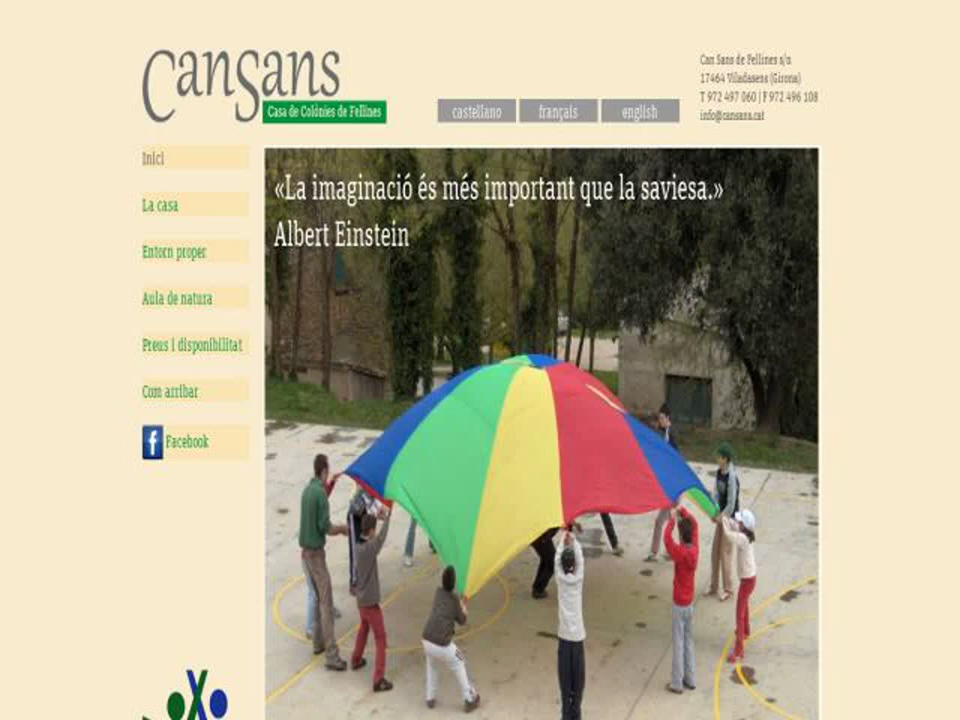 CanSans
Casa de Colònies de Fellines
castellano
français
english
Can Sans de Fellines s/n
17464 Viladasens (Girona)
T 972 497 060 | F 972 496 108
info@cansans.cat
Inici
La casa
Entorn proper
Aula de natura
Preus i disponibilitat
Com arribar
f Facebook
«La imaginació és més important que la saviesa.»
Albert Einstein